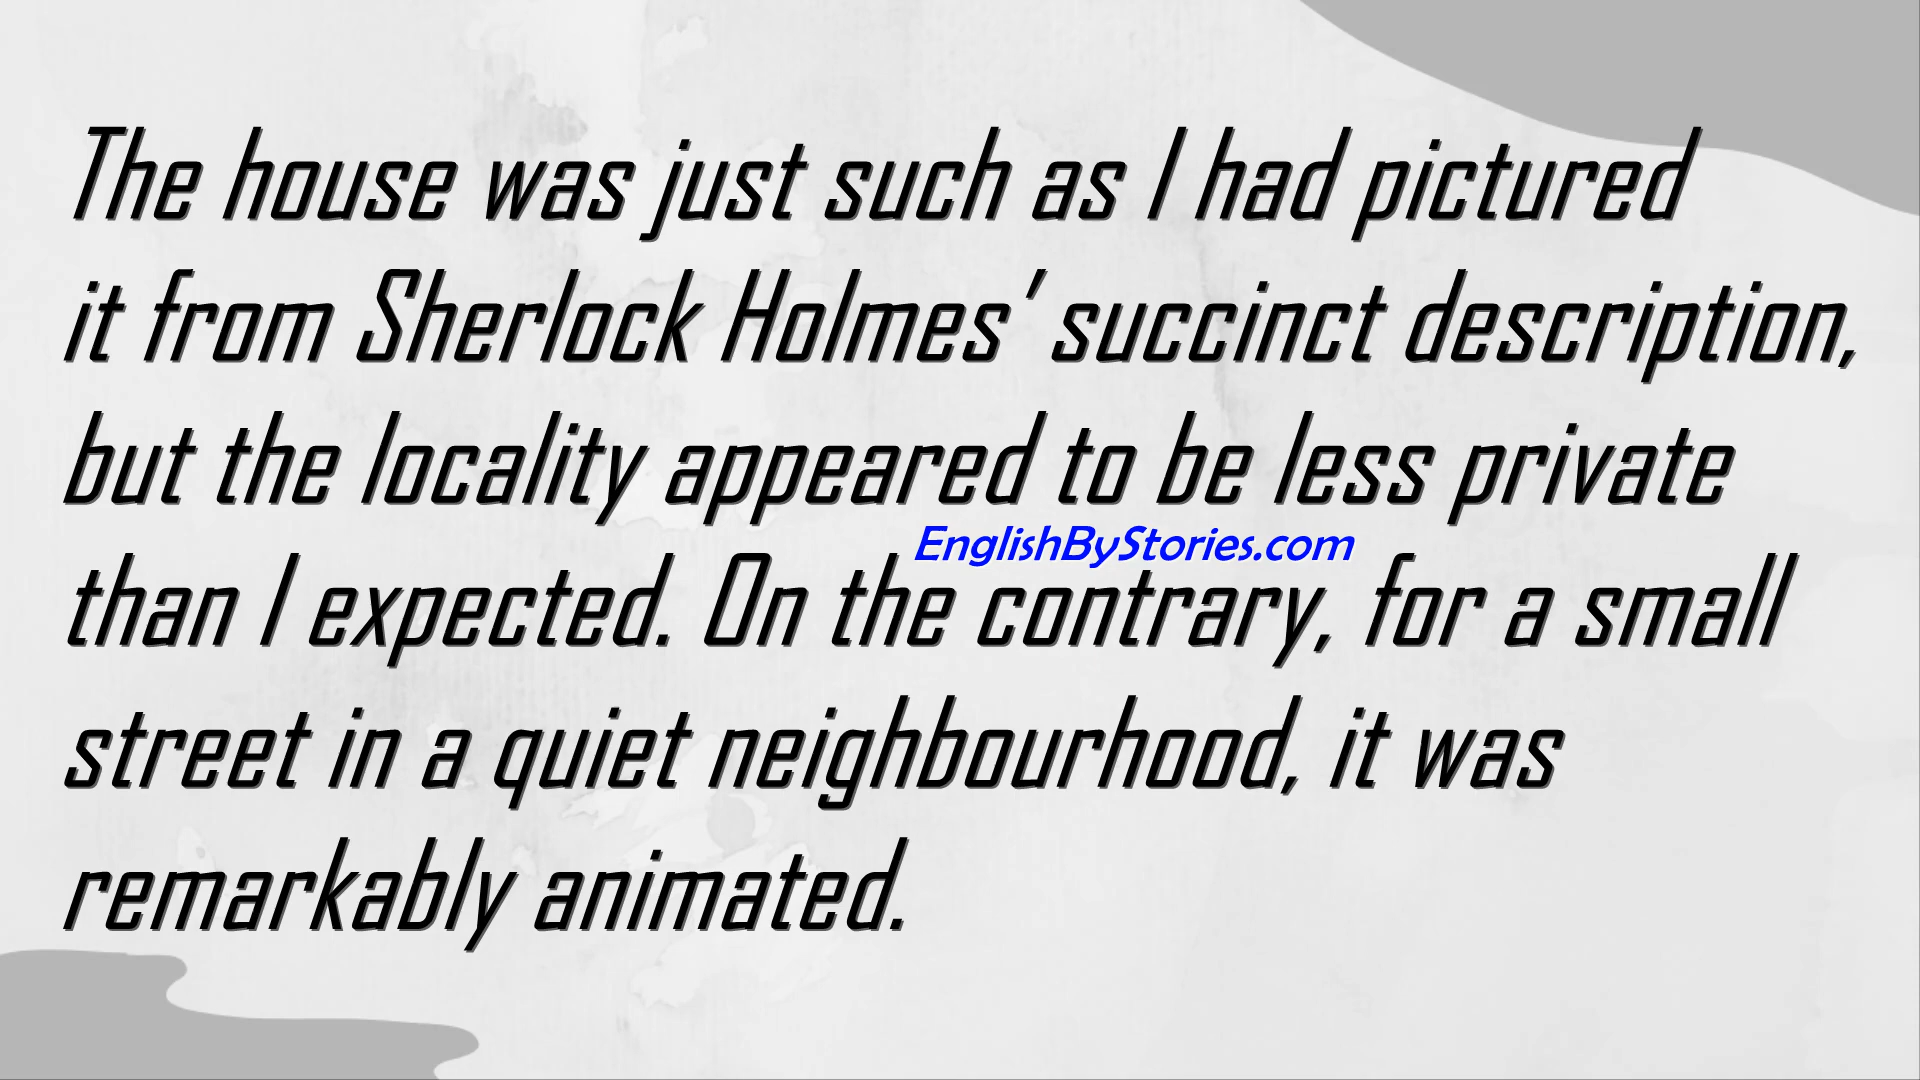 The house was just such as I had pictured
it from Sherlock Holmes’ succinct description,
but the locality appeared to be less private
EnglishByStories.com
than I expected. On the contrary, for a small
street in a quiet neighbourhood, it was
remarkably animated.